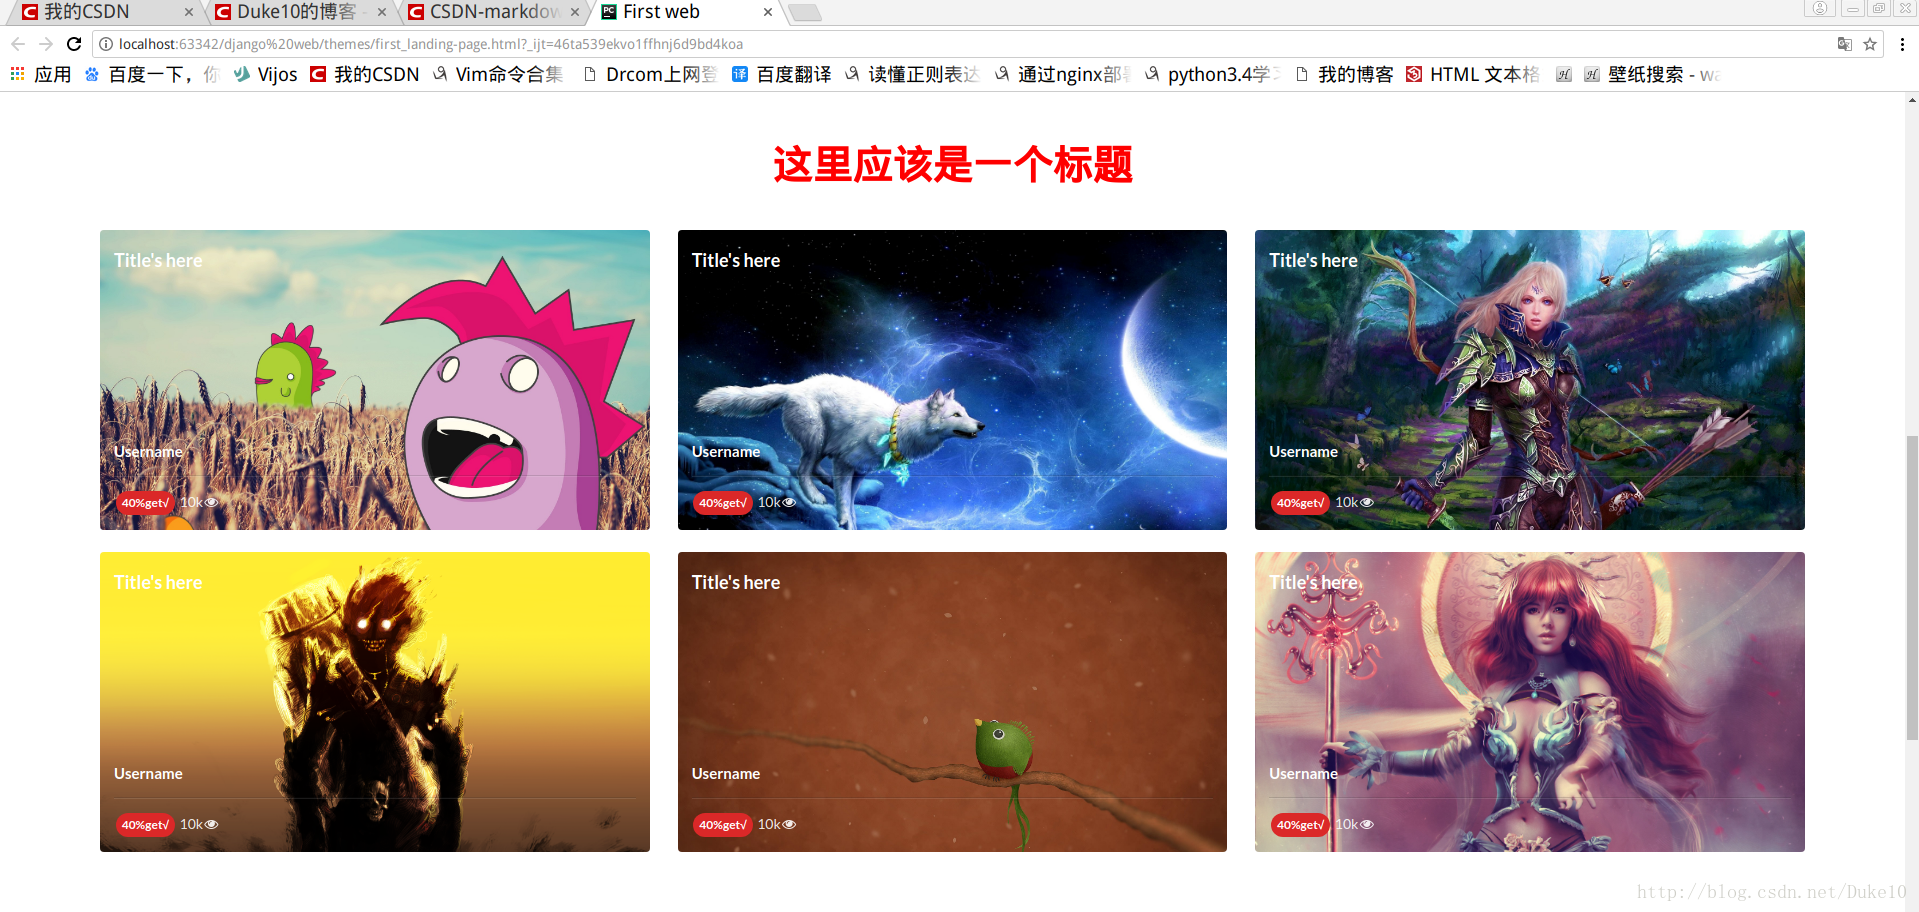 我的CSDN
Duke10的博客 -
CSDN-markdow
First web
localhost:63342/django%20web/themes/first_landing-page.html?_ijt=46ta539ekvo1ffhnj6d9bd4koa
应用 百度一下，你 Vijos 我的CSDN Vim命令合集 Drcom上网登 百度翻译 读懂正则表达 通过nginx部署 python3.4学习 我的博客 HTML 文本格 壁纸搜索 - wa
这里应该是一个标题
Title's here
Username
40%get√ 10k
Title's here
Username
40%get√ 10k
Title's here
Username
40%get√ 10k
Title's here
Username
40%get√ 10k
Title's here
Username
40%get√ 10k
Title's here
Username
40%get√ 10k
http://blog.csdn.net/Duke10